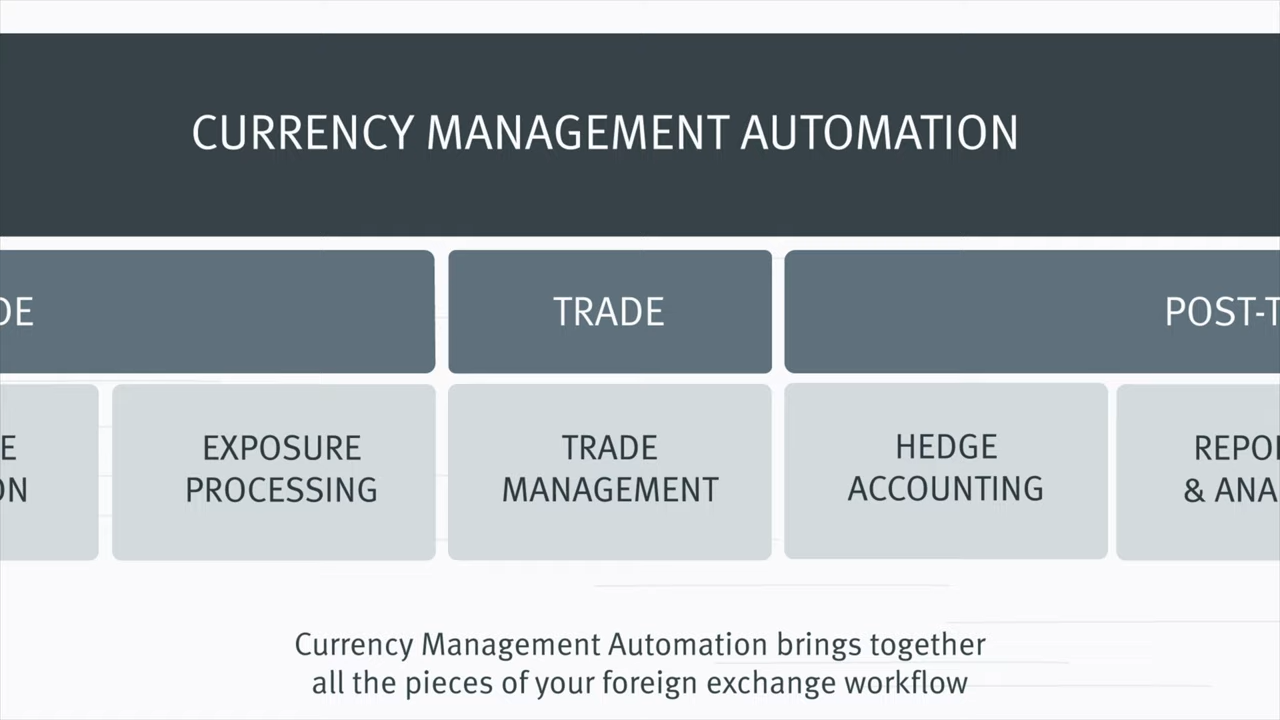 CURRENCY MANAGEMENT AUTOMATION
DE TRADE POST-T
E EXPOSURE TRADE HEDGE REPO
ON PROCESSING MANAGEMENT ACCOUNTING & ANA
Currency Management Automation brings together
all the pieces of your foreign exchange workflow